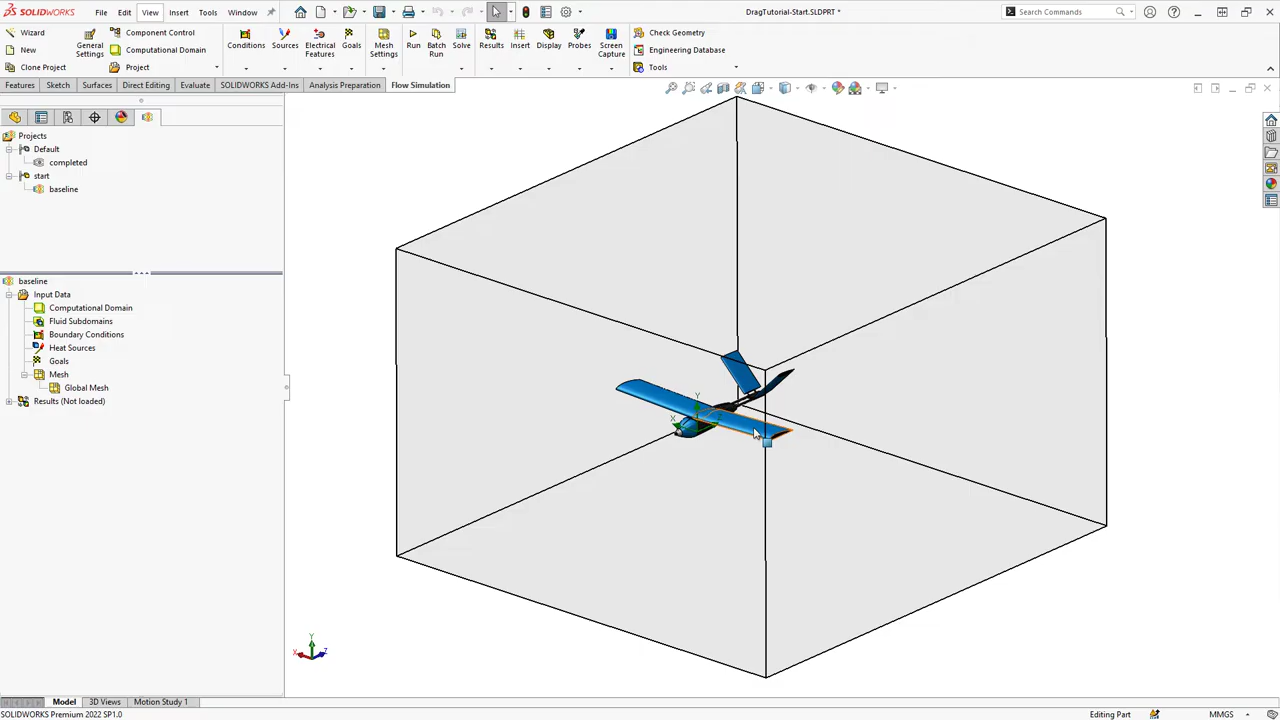 SOLIDWORKS
File Edit View Insert Tools Window
DragTutorial-Start.SLDPRT *
Search Commands
Wizard
New
Clone Project
General Settings
Component Control
Computational Domain
Project
Conditions
Sources
Electrical Features
Goals
Mesh Settings
Run
Batch Run
Solve
Results
Insert
Display
Probes
Screen Capture
Check Geometry
Engineering Database
Tools
Features Sketch Surfaces Direct Editing Evaluate SOLIDWORKS Add-Ins Analysis Preparation Flow Simulation
Projects
Default
completed
start
baseline
baseline
Input Data
Computational Domain
Fluid Subdomains
Boundary Conditions
Heat Sources
Goals
Mesh
Global Mesh
Results (Not loaded)
Y
X
Y
X
Z
Model 3D Views Motion Study 1
SOLIDWORKS Premium 2022 SP1.0
Editing Part
MMGS